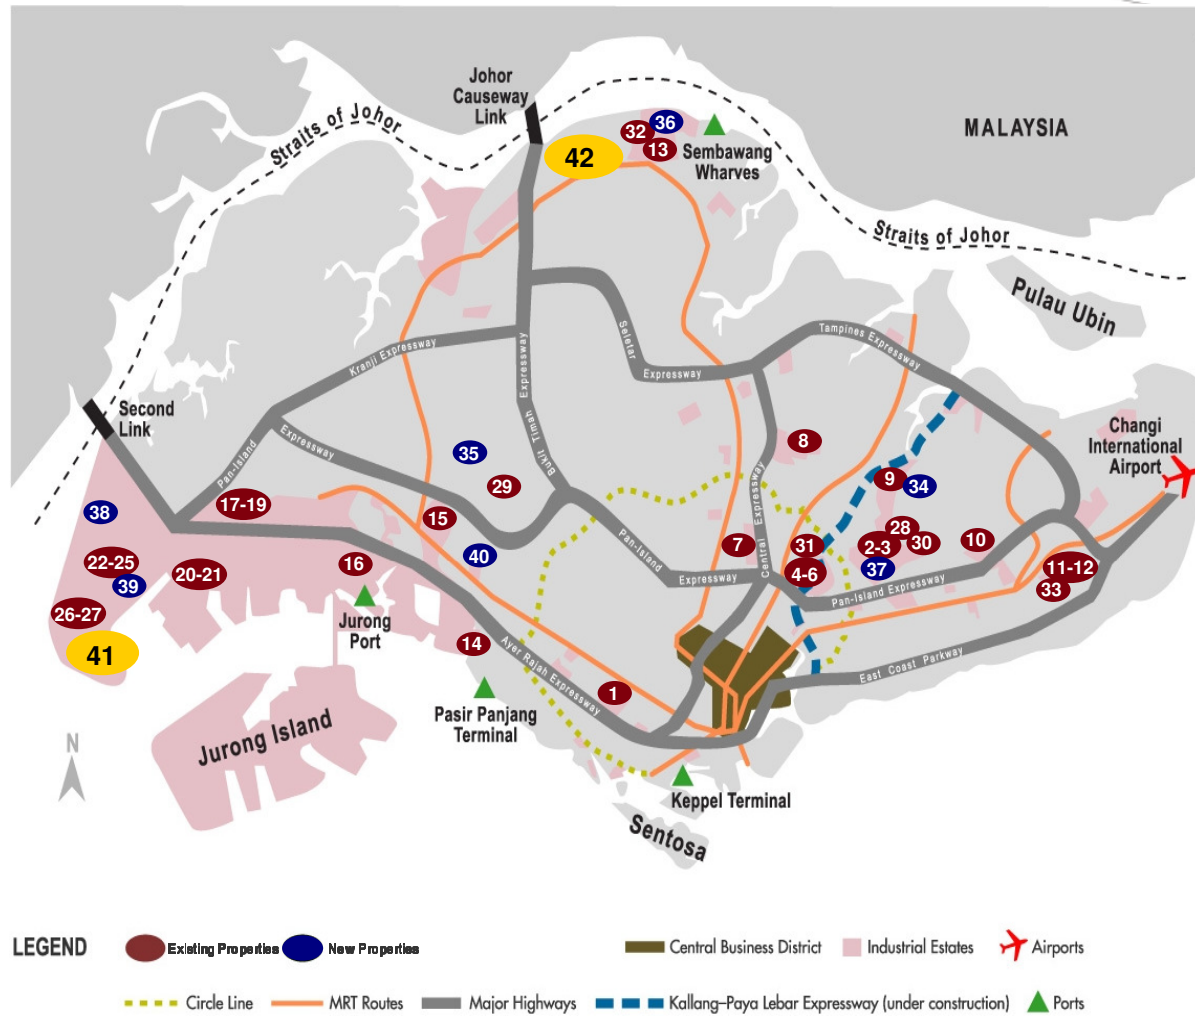 Johor
Causeway
Link
Straits of Johor
MALAYSIA
36
32
13
42
Sembawang
Wharves
Straits of Johor
Pulau Ubin
Seletar
Expressway
Tampines Expressway
Kranji Expressway
Bukit Timah Expressway
Second
Link
Pan-Island
Expressway
Changi
International
Airport
35
29
8
9
34
38
17-19
15
40
28
2-3
30
10
37
7
31
4-6
Central Expressway
Pan-Island
Expressway
Pan-Island Expressway
11-12
33
22-25
39
20-21
16
26-27
41
Jurong
Port
14
Ayer Rajah Expressway
1
East Coast Parkway
Pasir Panjang
Terminal
Jurong Island
N
Keppel Terminal
Sentosa
LEGEND
Existing Properties
New Properties
Central Business District
Industrial Estates
Airports
Circle Line
MRT Routes
Major Highways
Kallang–Paya Lebar Expressway (under construction)
Ports